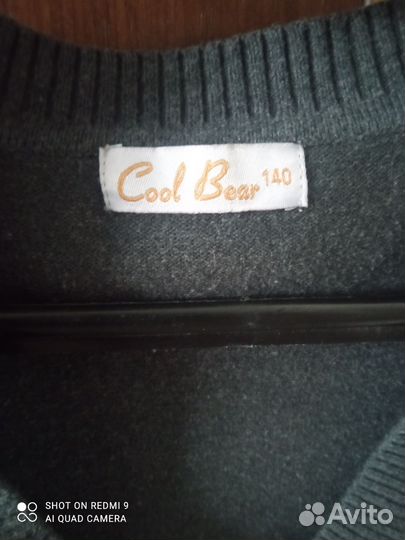 Cool Bear 140
SHOT ON REDMI 9
AI QUAD CAMERA
Avito